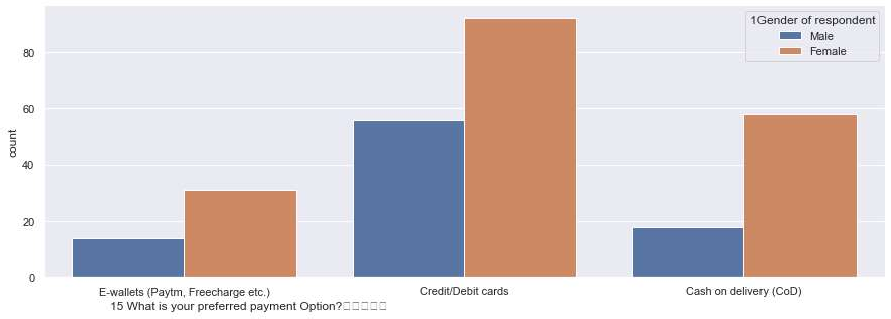 1Gender of respondent
Male
Female
count
80
60
40
20
0
E-wallets (Paytm, Freecharge etc.)
Credit/Debit cards
Cash on delivery (CoD)
15 What is your preferred payment Option?□□□□□